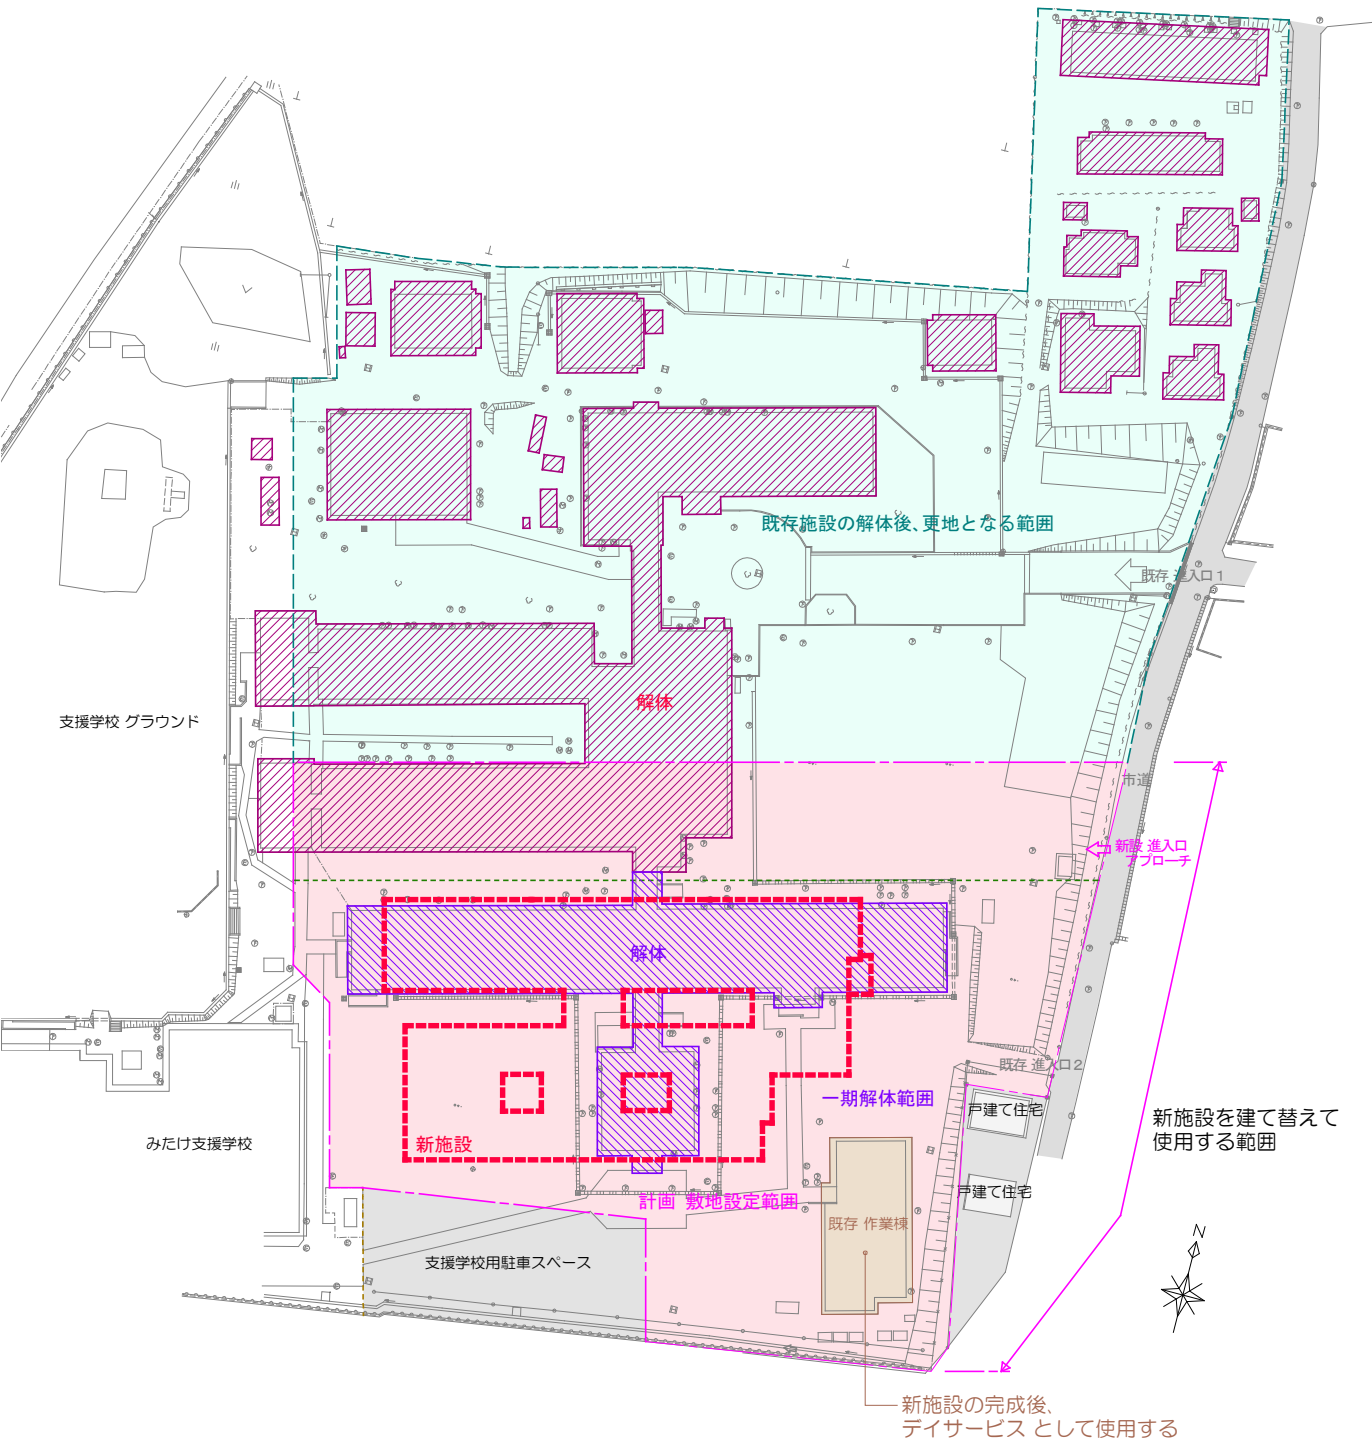 既存施設の解体後、更地となる範囲
既存 進入口1
解体
支援学校 グラウンド
市道
新設 進入口
アプローチ
解体
既存 進入口2
一期解体範囲
戸建て住宅
新施設を建て替えて
使用する範囲
新施設
みたけ支援学校
戸建て住宅
計画 敷地設定範囲
既存 作業棟
N
支援学校用駐車スペース
新施設の完成後、
デイサービス として使用する